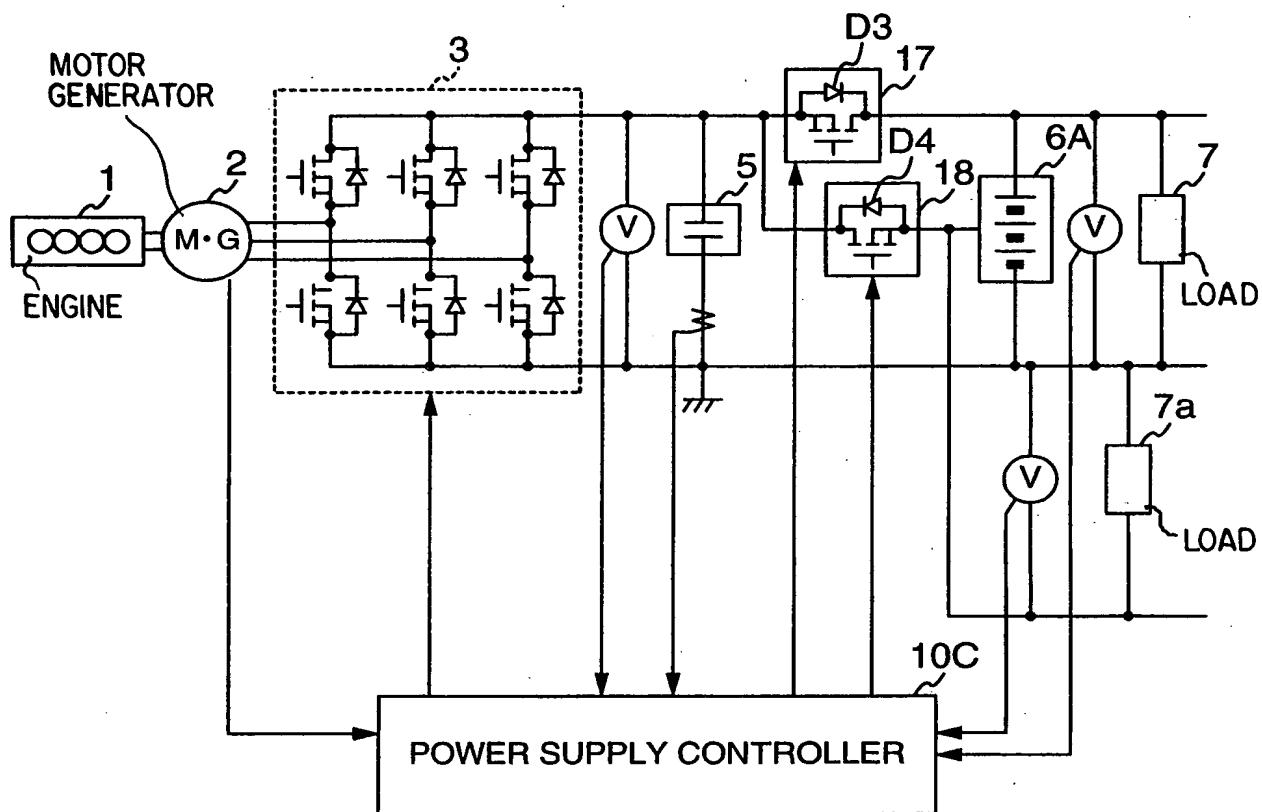 D3
3
17
MOTOR
GENERATOR
D4
6A
7
1
2
5
18
V
V
M·G
LOAD
ENGINE
7a
V
LOAD
10C
POWER SUPPLY CONTROLLER